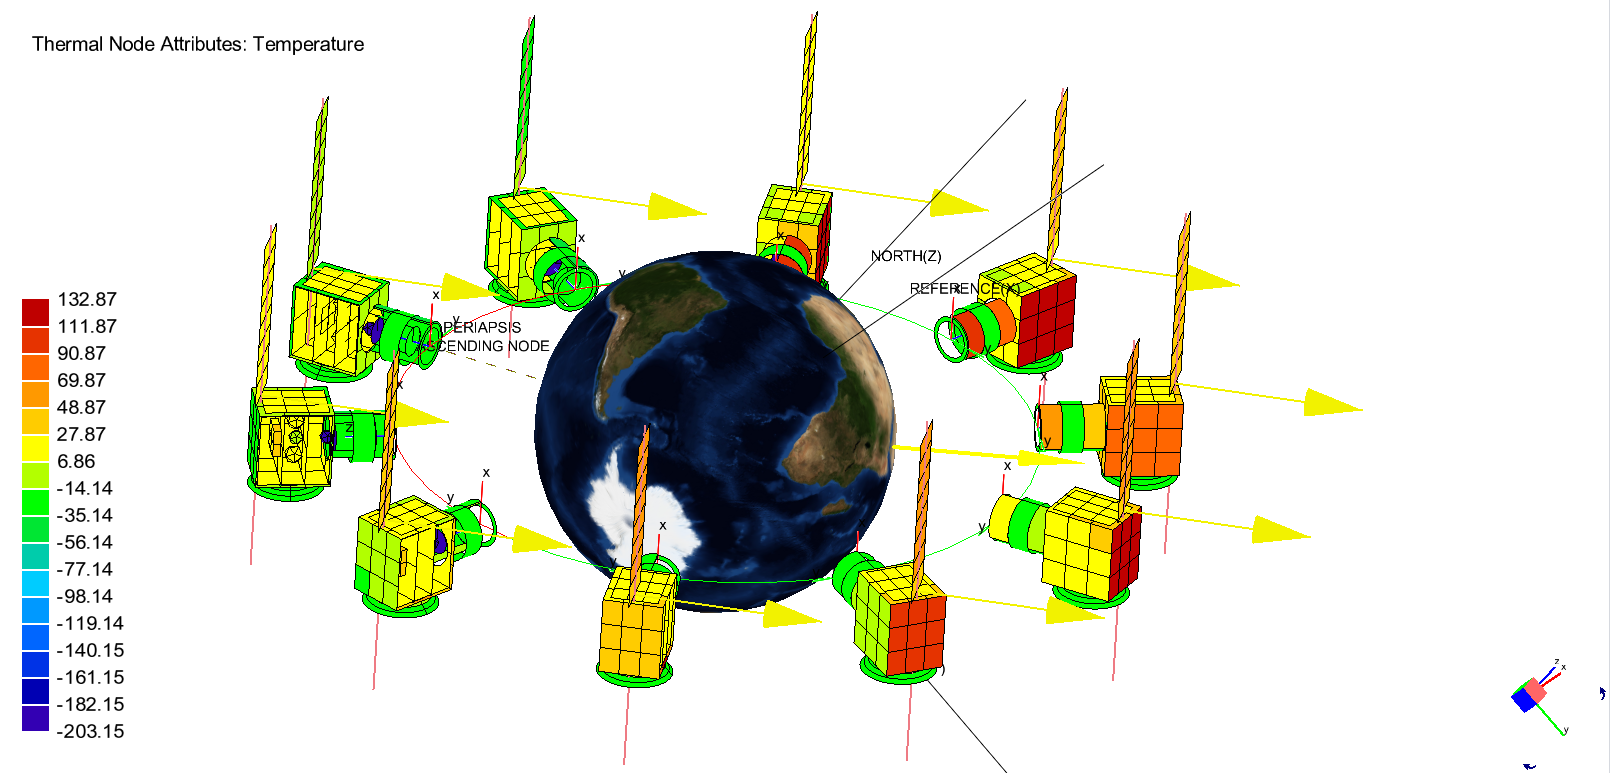 Thermal Node Attributes: Temperature
x
x
y
NORTH(Z)
REFERENCE(X)
x
x
y
PERIAPSIS
ASCENDING NODE
132.87
111.87
90.87
69.87
48.87
27.87
6.86
-14.14
-35.14
-56.14
-77.14
-98.14
-119.14
-140.15
-161.15
-182.15
-203.15
x
x
z
y
x
x
y
y
x
z
x
y